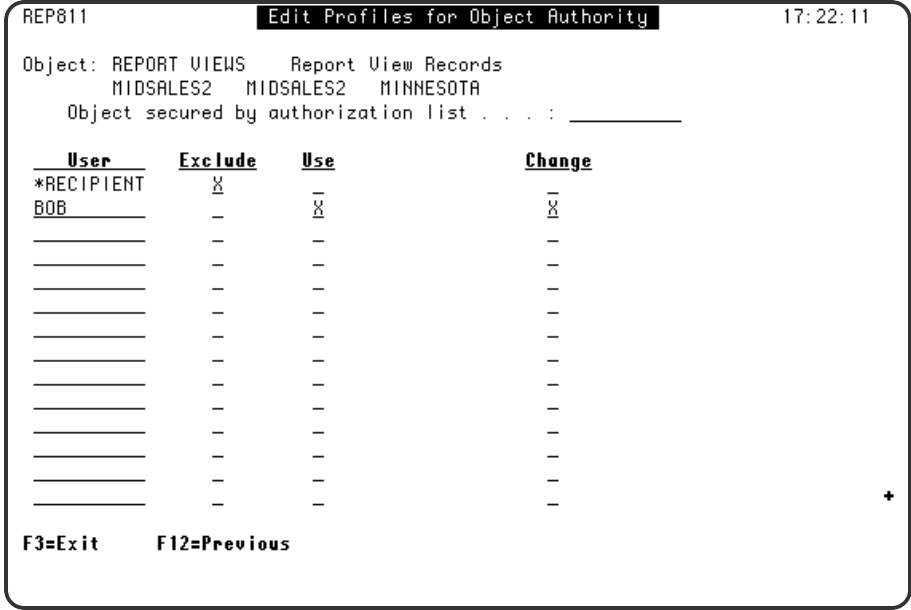 REP811 Edit Profiles for Object Authority 17:22:11
Object: REPORT VIEWS Report View Records
MIDSALES2 MIDSALES2 MINNESOTA
Object secured by authorization list . . . :
User Exclude Use Change
*RECIPIENT X
BOB X X
+
F3=Exit F12=Previous